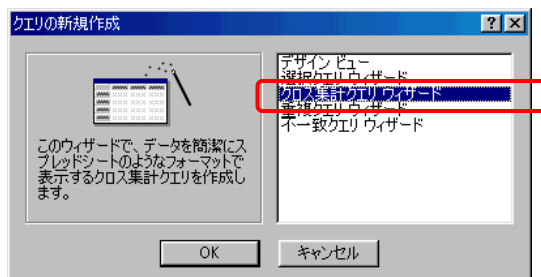 クエリの新規作成
デザイン ビュー
選択クエリ ウィザード
クロス集計クエリ ウィザード
重複クエリ ウィザード
不一致クエリ ウィザード
このウィザードで、データを簡潔にス
プレッドシートのようなフォーマットで
表示するクロス集計クエリを作成し
ます。
OK
キャンセル